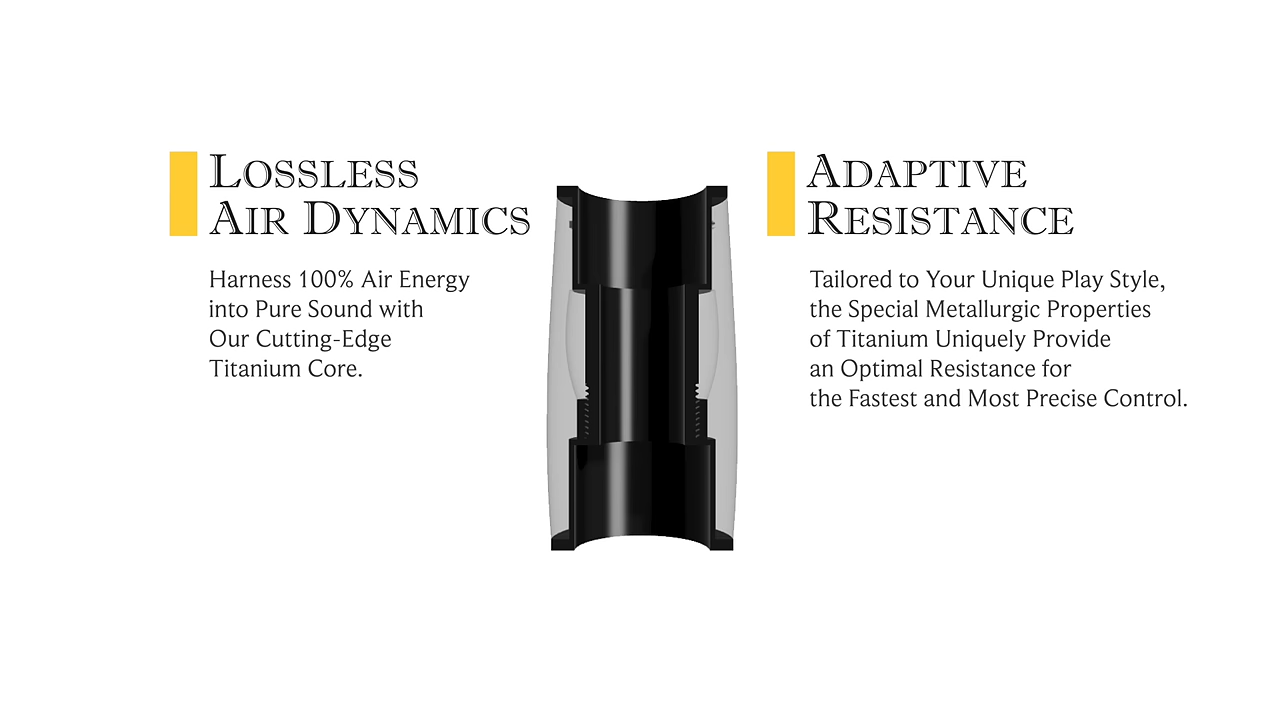 Lossless
Air Dynamics
Harness 100% Air Energy
into Pure Sound with
Our Cutting-Edge
Titanium Core.
Adaptive
Resistance
Tailored to Your Unique Play Style,
the Special Metallurgic Properties
of Titanium Uniquely Provide
an Optimal Resistance for
the Fastest and Most Precise Control.